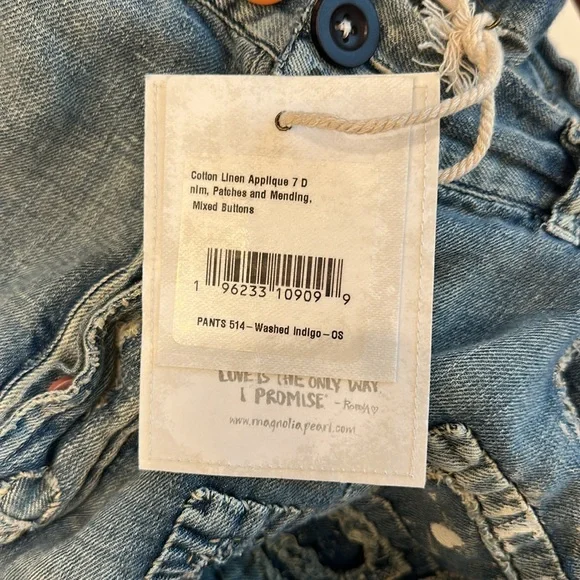 Cotton Linen Applique 7 D
nim, Patches and Mending,
Mixed Buttons
1 96233 10909 9
PANTS 514-Washed Indigo-OS
LOVE IS THE ONLY WAY
I PROMISE
www.magnoliapearl.com